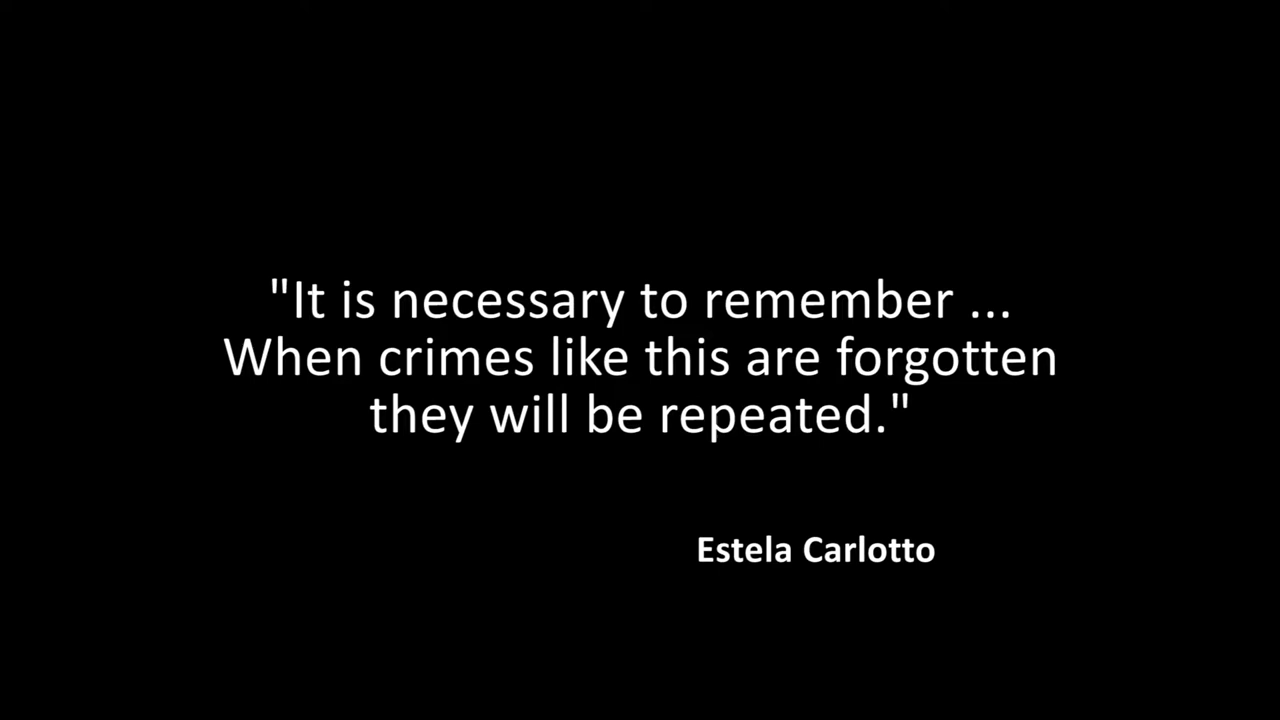 "It is necessary to remember ...
When crimes like this are forgotten
they will be repeated."
Estela Carlotto